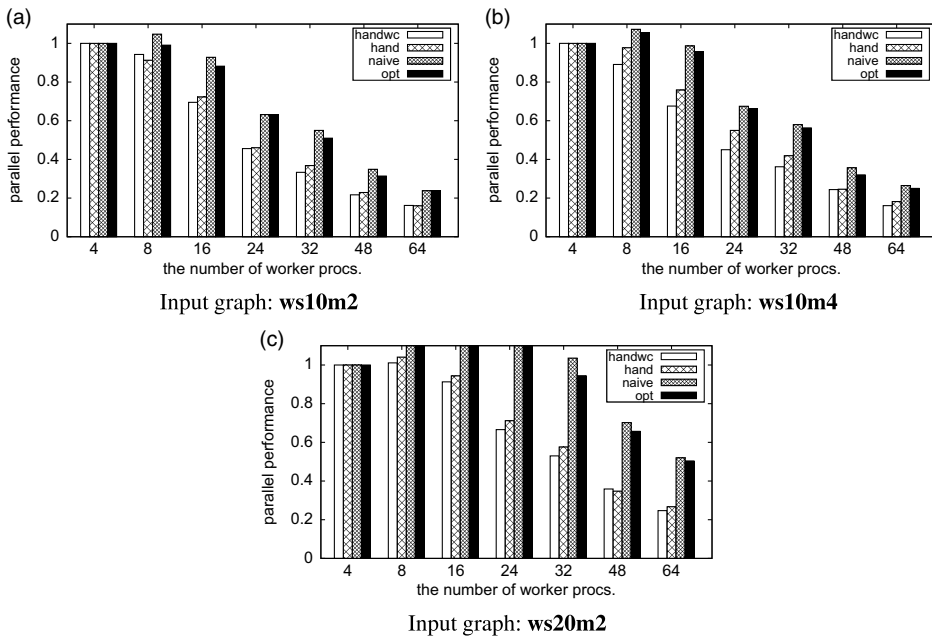 (a)
parallel performance
1
0.8
0.6
0.4
0.2
0
handwc
hand
naive
opt
4 8 16 24 32 48 64
the number of worker procs.
Input graph: ws10m2
(b)
parallel performance
1
0.8
0.6
0.4
0.2
0
handwc
hand
naive
opt
4 8 16 24 32 48 64
the number of worker procs.
Input graph: ws10m4
(c)
parallel performance
1
0.8
0.6
0.4
0.2
0
handwc
hand
naive
opt
4 8 16 24 32 48 64
the number of worker procs.
Input graph: ws20m2